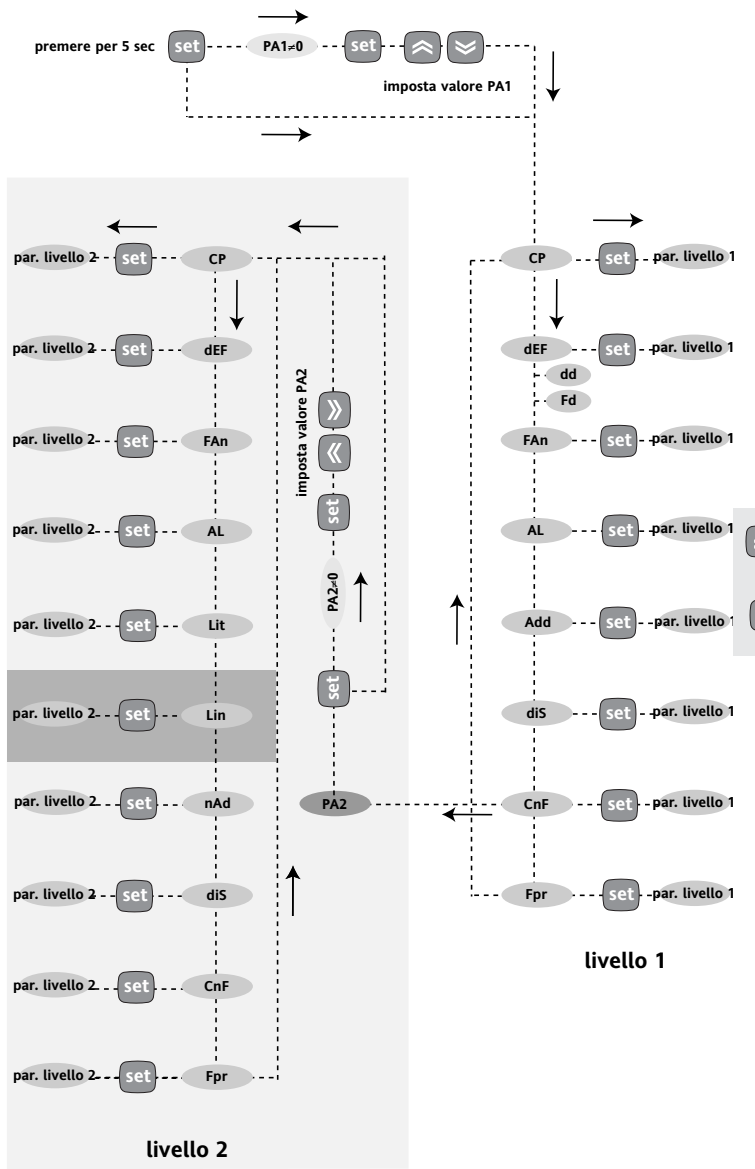 premere per 5 sec set PA1≠0 set
imposta valore PA1
par. livello 2 set CP
par. livello 2 set dEF
par. livello 2 set FAn
par. livello 2 set AL
par. livello 2 set Lit
par. livello 2 set Lin
par. livello 2 set nAd
par. livello 2 set diS
par. livello 2 set CnF
par. livello 2 set Fpr
livello 2
imposta valore PA2
set
PA2≠0
set
PA2
CP set par. livello 1
dEF set par. livello 1
dd
Fd
FAn set par. livello 1
AL set par. livello 1
Add set par. livello 1
diS set par. livello 1
CnF set par. livello 1
Fpr set par. livello 1
livello 1